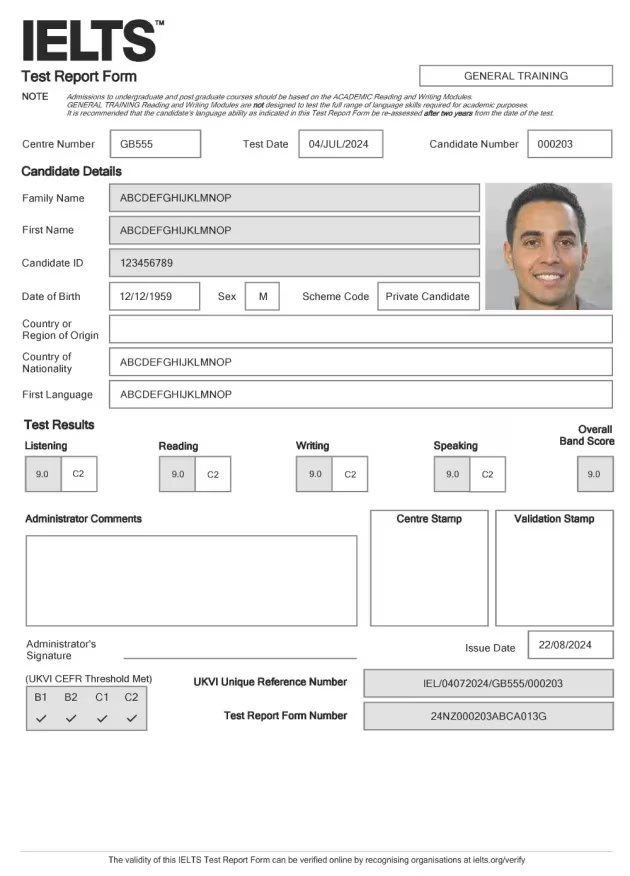 IELTS™
Test Report Form
GENERAL TRAINING
NOTE Admissions to undergraduate and post graduate courses should be based on the ACADEMIC Reading and Writing Modules.
GENERAL TRAINING Reading and Writing Modules are not designed to test the full range of language skills required for academic purposes.
It is recommended that the candidate's language ability as indicated in this Test Report Form be re-assessed after two years from the date of the test.
Centre Number GB555 Test Date 04/JUL/2024 Candidate Number 000203
Candidate Details
Family Name ABCDEFGHIJKLMNOP
First Name ABCDEFGHIJKLMNOP
Candidate ID 123456789
Date of Birth 12/12/1959 Sex M Scheme Code Private Candidate
Country or
Region of Origin
Country of
Nationality ABCDEFGHIJKLMNOP
First Language ABCDEFGHIJKLMNOP
Test Results
Overall
Band Score
Listening Reading Writing Speaking
9.0 C2 9.0 C2 9.0 C2 9.0 C2 9.0
Administrator Comments Centre Stamp Validation Stamp
Administrator's
Signature
Issue Date 22/08/2024
(UKVI CEFR Threshold Met)
B1 B2 C1 C2
✓ ✓ ✓ ✓
UKVI Unique Reference Number IEL/04072024/GB555/000203
Test Report Form Number 24NZ000203ABCA013G
The validity of this IELTS Test Report Form can be verified online by recognising organisations at ielts.org/verify